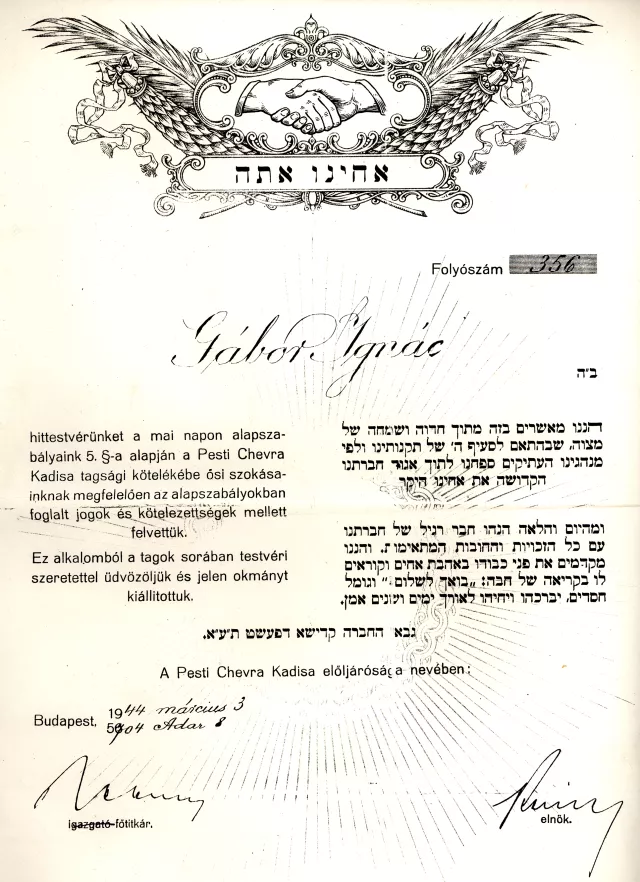 אחינו אתה
Folyószám 356
Gábor Ignác
ב״ה
hittestvérünket a mai napon alapsza-
bályaink 5. §-a alapján a Pesti Chevra
Kadisa tagsági kötelékébe ősi szokása-
inknak megfelelően az alapszabályokban
foglalt jogok és kötelezettségek mellett
felvettük.
Ez alkalomból a tagok sorában testvéri
szeretettel üdvözöljük és jelen okmányt
kiállitottuk.
הננו מאשרים בזה מתוך חדוה ושמחה של
מצוה, שבהתאם לסעיף ה׳ של תקנותינו ולפי
מנהגינו העתיקים ספחנו לתוך אגוד חברתנו
הקדושה את אחינו היקר
ומהיום והלאה הנהו חבר רגיל של חברתנו
עם כל הזכויות והחובות המתאימות. והננו
מקדמים את פני כבודו באהבת אחים וקוראים
לו בקריאה של חבה: „בואך לשלום״ וגומל
חסדים, יברכהו ויחיהו לאורך ימים ושנים אמן.
גבא החברה קדישא דפעשט תע״א.
A Pesti Chevra Kadisa előljárósága nevében:
Budapest, 1944 március 3
5704 Adar 8
igazgató-főtitkár.
elnök.